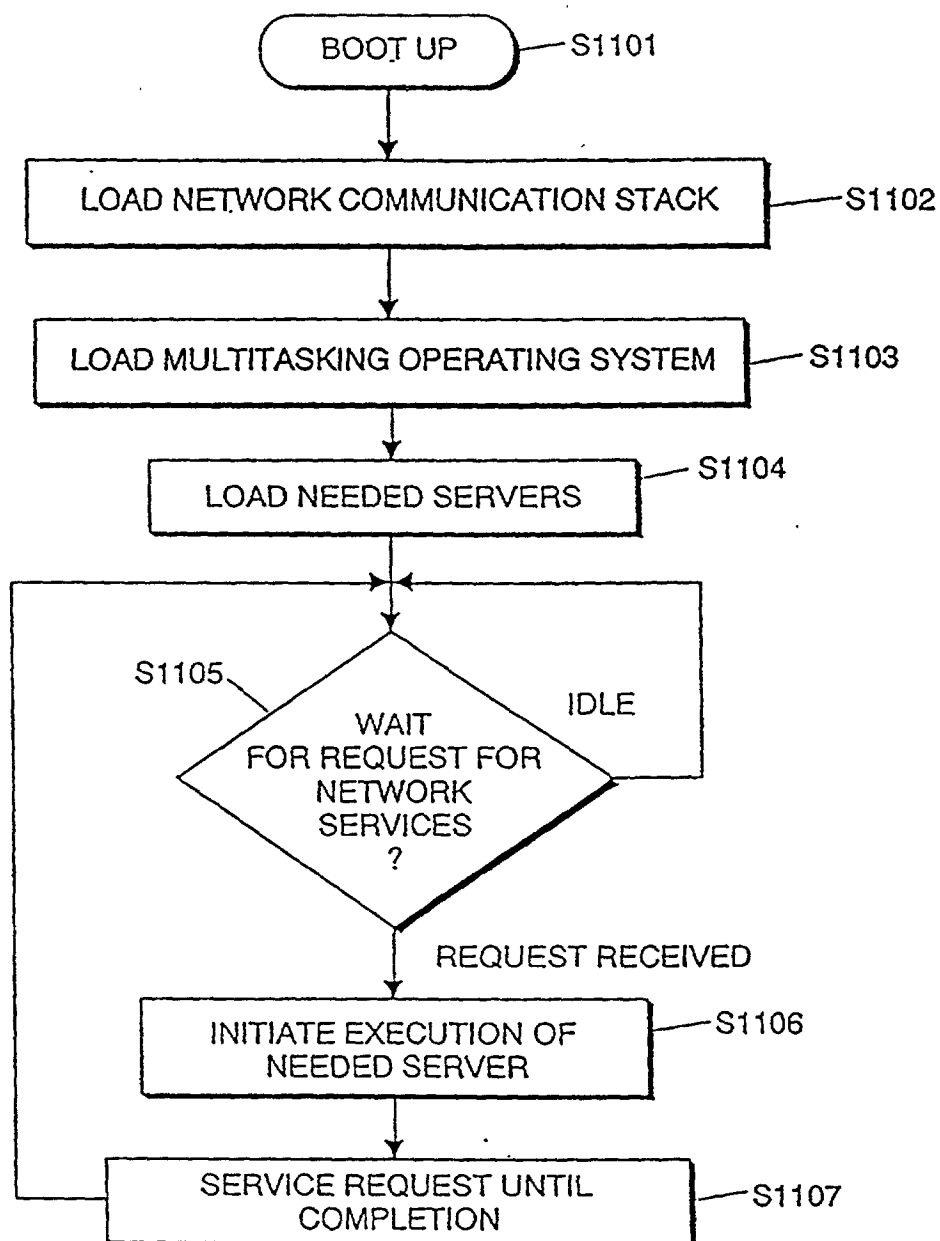 BOOT UP
S1101
LOAD NETWORK COMMUNICATION STACK
S1102
LOAD MULTITASKING OPERATING SYSTEM
S1103
LOAD NEEDED SERVERS
S1104
S1105
IDLE
WAIT
FOR REQUEST FOR
NETWORK
SERVICES
?
REQUEST RECEIVED
INITIATE EXECUTION OF
NEEDED SERVER
S1106
SERVICE REQUEST UNTIL
COMPLETION
S1107